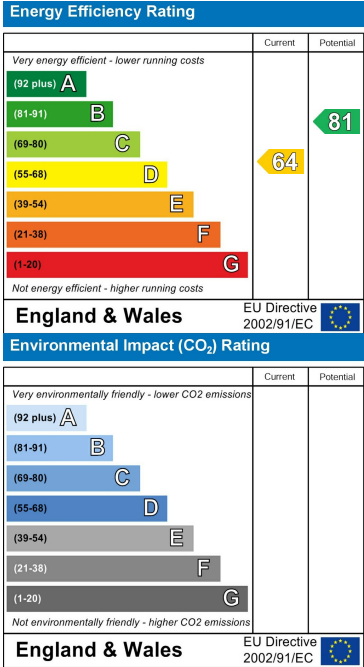 Energy Efficiency Rating
Current Potential
Very energy efficient - lower running costs
(92 plus) A
(81-91) B
81
(69-80) C
64
(55-68) D
(39-54) E
(21-38) F
(1-20) G
Not energy efficient - higher running costs
England & Wales
EU Directive
2002/91/EC
Environmental Impact (CO₂) Rating
Current Potential
Very environmentally friendly - lower CO2 emissions
(92 plus) A
(81-91) B
(69-80) C
(55-68) D
(39-54) E
(21-38) F
(1-20) G
Not environmentally friendly - higher CO2 emissions
England & Wales
EU Directive
2002/91/EC